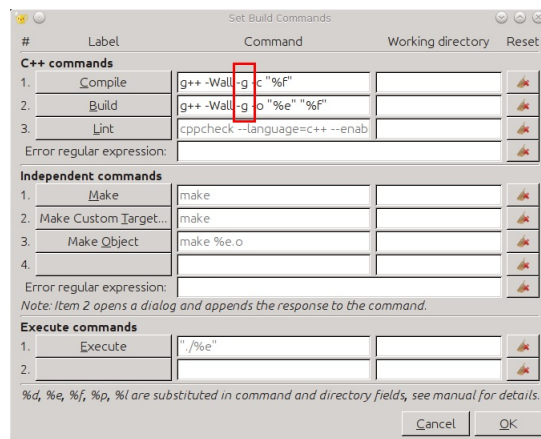 Set Build Commands
# Label Command Working directory Reset
C++ commands
1. Compile g++ -Wall -g -c "%f"
2. Build g++ -Wall -g -o "%e" "%f"
3. Lint cppcheck --language=c++ --enab
Error regular expression:
Independent commands
1. Make make
2. Make Custom Target... make
3. Make Object make %e.o
4.
Error regular expression:
Note: Item 2 opens a dialog and appends the response to the command.
Execute commands
1. Execute "./%e"
2.
%d, %e, %f, %p, %l are substituted in command and directory fields, see manual for details.
Cancel OK